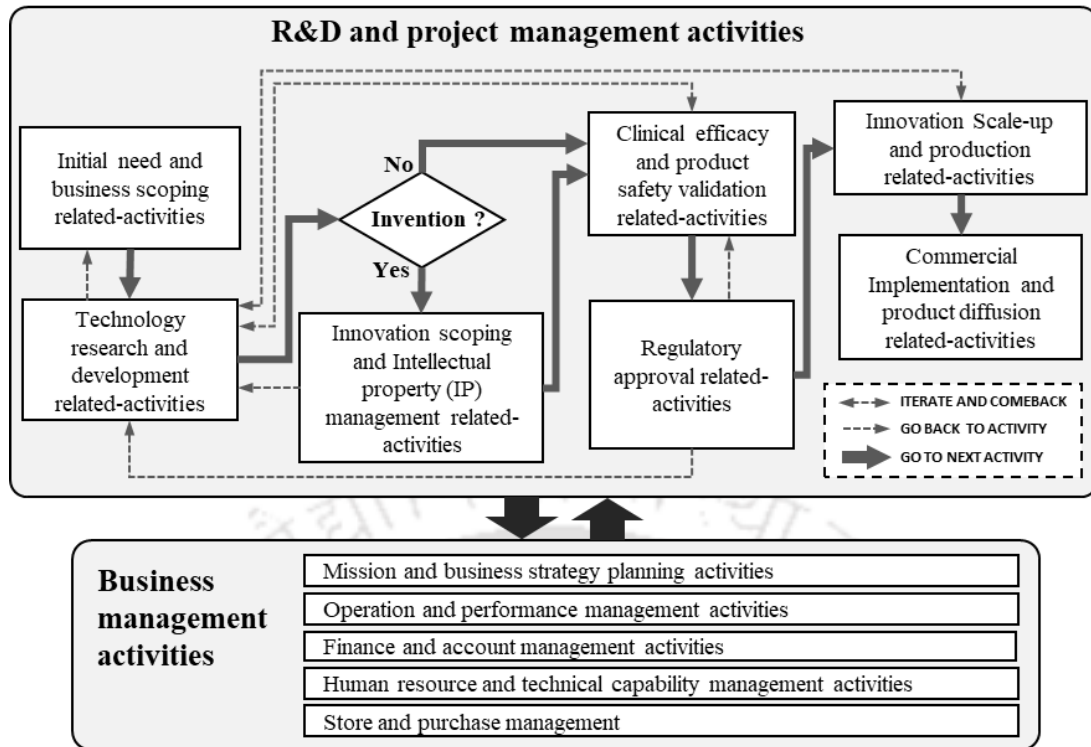 R&D and project management activities
Initial need and
business scoping
related-activities
Technology
research and
development
related-activities
No
Invention ?
Yes
Innovation scoping
and Intellectual
property (IP)
management related-
activities
Clinical efficacy
and product
safety validation
related-activities
Regulatory
approval related-
activities
Innovation Scale-up
and production
related-activities
Commercial
Implementation and
product diffusion
related-activities
ITERATE AND COMEBACK
GO BACK TO ACTIVITY
GO TO NEXT ACTIVITY
Business
management
activities
Mission and business strategy planning activities
Operation and performance management activities
Finance and account management activities
Human resource and technical capability management activities
Store and purchase management